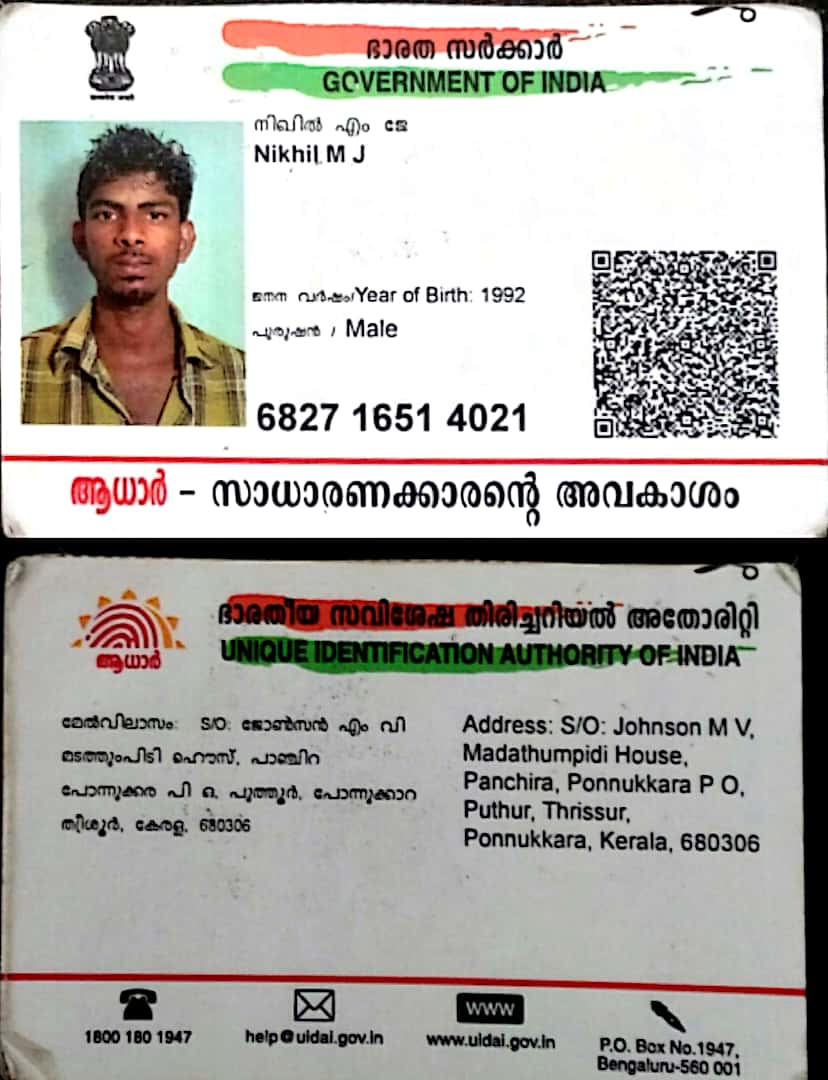 ഭാരത സർക്കാർ
GOVERNMENT OF INDIA
നിഖിൽ എം ജേ
Nikhil M J
ജനന വർഷം/Year of Birth: 1992
പുരുഷൻ / Male
6827 1651 4021
ആധാർ - സാധാരണക്കാരന്റെ അവകാശം
ഭാരതീയ സവിശേഷ തിരിച്ചറിയൽ അതോരിറ്റി
UNIQUE IDENTIFICATION AUTHORITY OF INDIA
ആധാർ
മേൽവിലാസം: S/O: ജോൺസൻ എം വി
മടത്തുംപിടി ഹൌസ്, പാഞ്ചിറ
പോന്നുക്കര പി ഒ, പുത്തൂർ, പോന്നുക്കാറ
ത്രിശൂർ, കേരള, 680306
Address: S/O: Johnson M V,
Madathumpidi House,
Panchira, Ponnukkara P O,
Puthur, Thrissur,
Ponnukkara, Kerala, 680306
1800 180 1947
help@uidai.gov.in
www
www.uidai.gov.in
P.O. Box No.1947,
Bengaluru-560 001